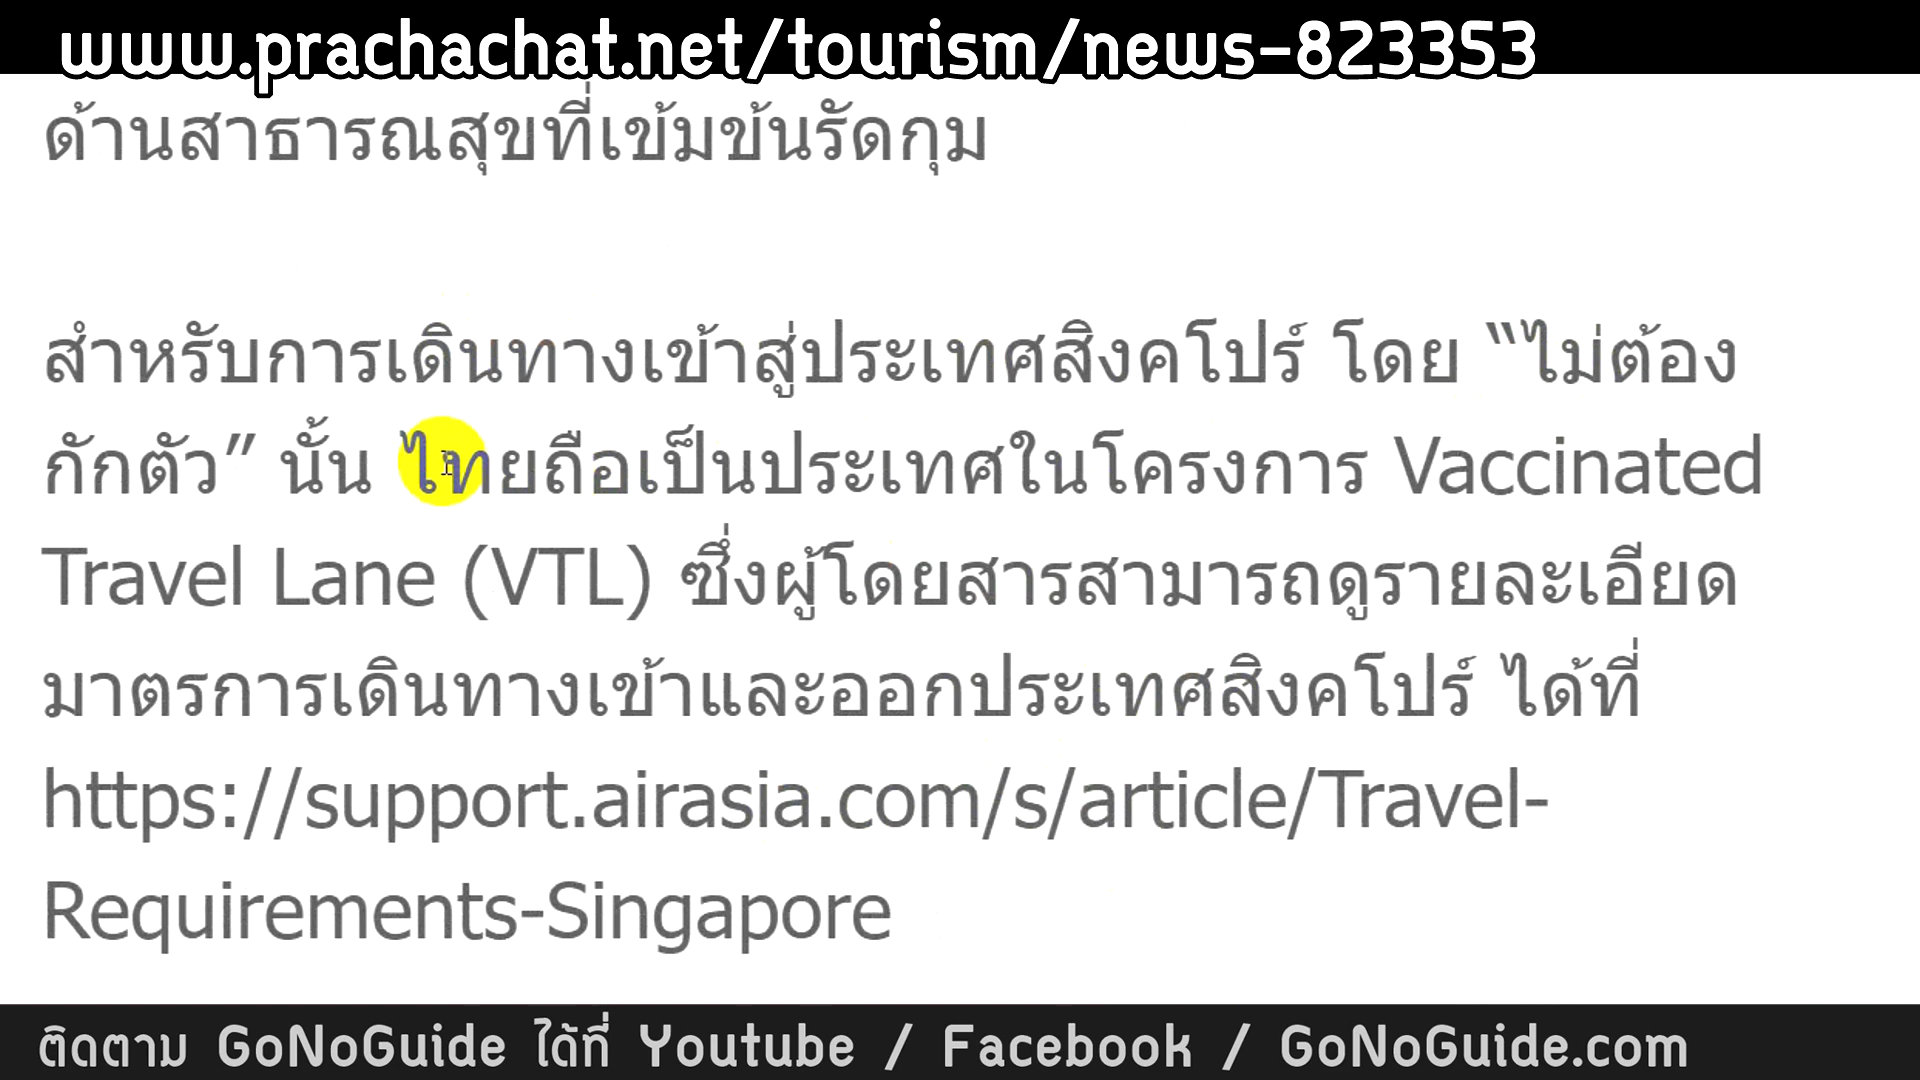 www.prachachat.net/tourism/news-823353
ด้านสาธารณสุขที่เข้มข้นรัดกุม
สำหรับการเดินทางเข้าสู่ประเทศสิงคโปร์ โดย “ไม่ต้อง
กักตัว” นั้น ไทยถือเป็นประเทศในโครงการ Vaccinated
Travel Lane (VTL) ซึ่งผู้โดยสารสามารถดูรายละเอียด
มาตรการเดินทางเข้าและออกประเทศสิงคโปร์ ได้ที่
https://support.airasia.com/s/article/Travel-
Requirements-Singapore
ติดตาม GoNoGuide ได้ที่ Youtube / Facebook / GoNoGuide.com